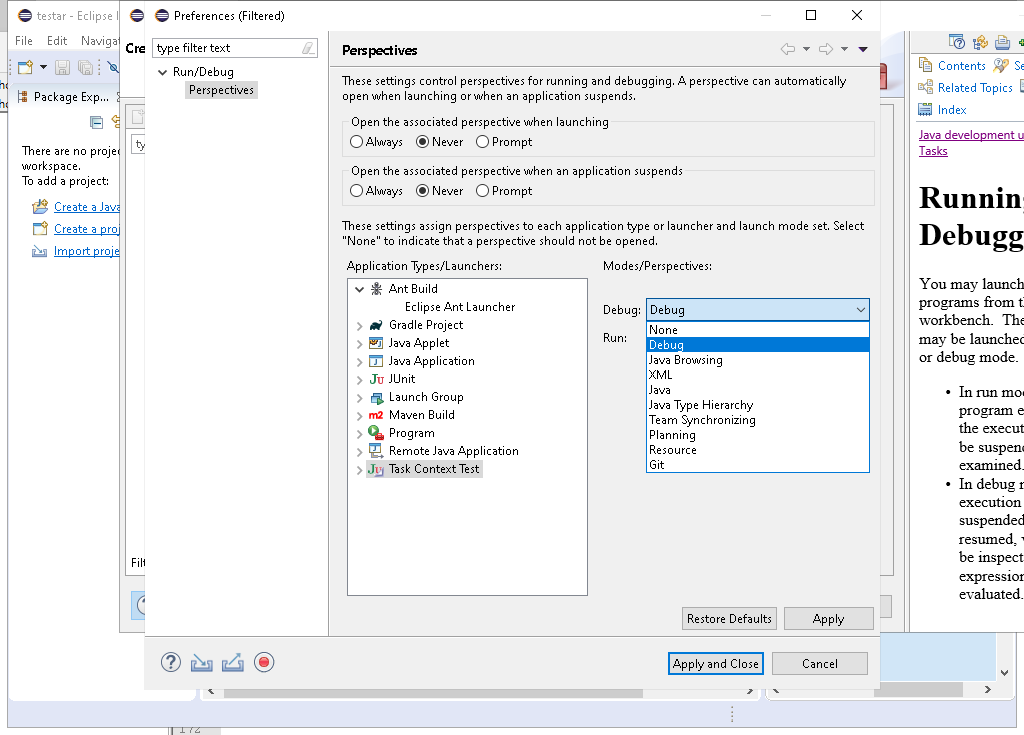 testar - Eclipse I
File Edit Navigat
Package Exp...
There are no projec
workspace.
To add a project:
Create a Java
Create a proj
Import proje
Cre
ty
Filt
Preferences (Filtered)
type filter text
Run/Debug
Perspectives
Perspectives
These settings control perspectives for running and debugging. A perspective can automatically
open when launching or when an application suspends.
Open the associated perspective when launching
Always Never Prompt
Open the associated perspective when an application suspends
Always Never Prompt
These settings assign perspectives to each application type or launcher and launch mode set. Select
"None" to indicate that a perspective should not be opened.
Application Types/Launchers:
Ant Build
Eclipse Ant Launcher
Gradle Project
Java Applet
Java Application
JUnit
Launch Group
Maven Build
Program
Remote Java Application
Task Context Test
Modes/Perspectives:
Debug: Debug
Run:
None
Debug
Java Browsing
XML
Java
Java Type Hierarchy
Team Synchronizing
Planning
Resource
Git
Restore Defaults Apply
Apply and Close Cancel
Contents Se
Related Topics
Index
Java development u
Tasks
Running
Debugg
You may launch
programs from th
workbench. The
may be launched
or debug mode.
• In run mod
program e
the execut
be suspend
examined.
• In debug m
execution
suspended
resumed, v
be inspect
expression
evaluated.
172